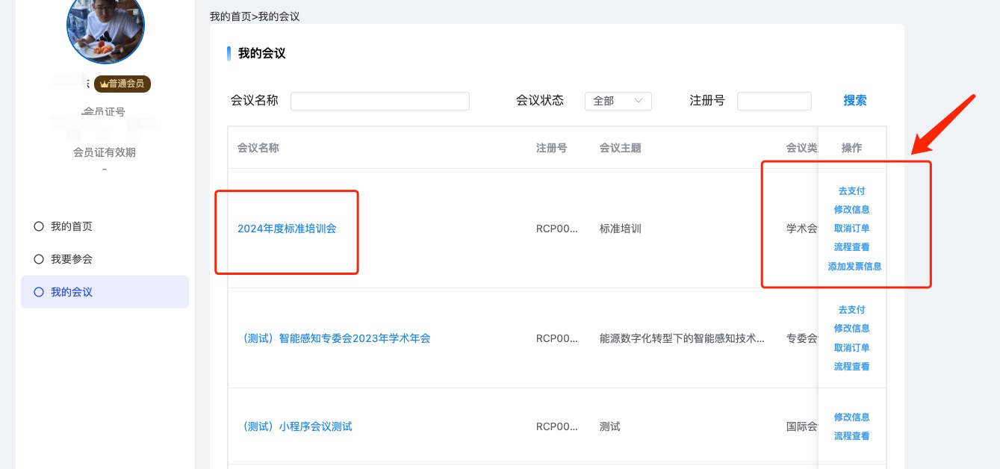 我的首页>我的会议
普通会员
会员证号
会员证有效期
-
我的首页
我要参会
我的会议
我的会议
会议名称
会议状态 全部
注册号
搜索
会议名称 注册号 会议主题 会议类 操作
2024年度标准培训会 RCP00... 标准培训 学术会
去支付
修改信息
取消订单
流程查看
添加发票信息
（测试）智能感知专委会2023年学术年会 RCP00... 能源数字化转型下的智能感知技术... 专委会
去支付
修改信息
取消订单
流程查看
（测试）小程序会议测试 RCP00... 测试 国际会
修改信息
流程查看